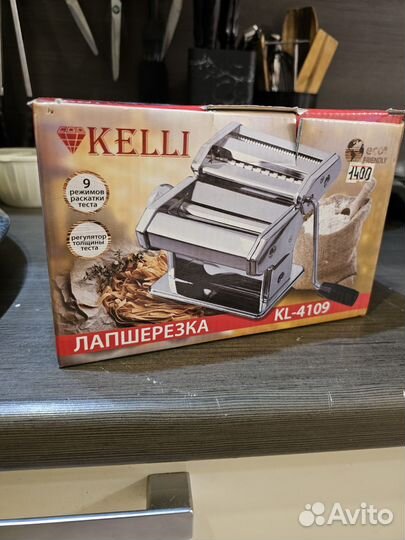 KELLI
eco
FRIENDLY
1400
9
режимов
раскатки
теста
регулятор
толщины
теста
ЛАПШЕРЕЗКА
KL-4109
Avito